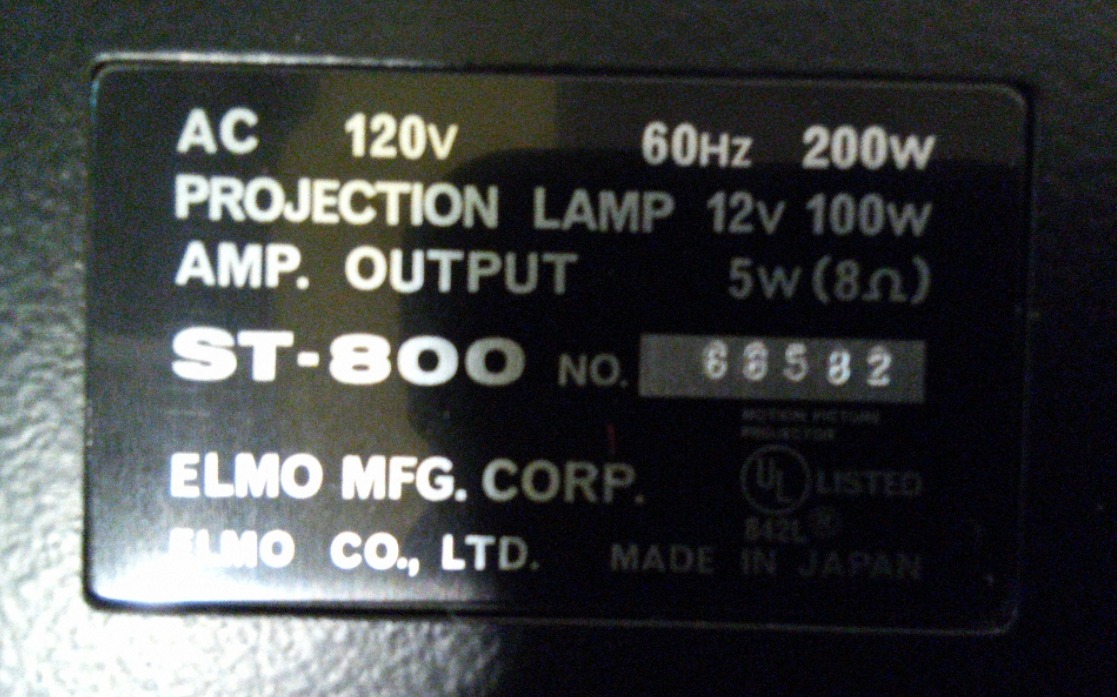 AC 120V 60Hz 200W
PROJECTION LAMP 12V 100W
AMP. OUTPUT 5W (8Ω)
ST-800 NO. 66582
MOTION PICTURE
PROJECTOR
UL LISTED
842L ®
ELMO MFG. CORP.
ELMO CO., LTD. MADE IN JAPAN